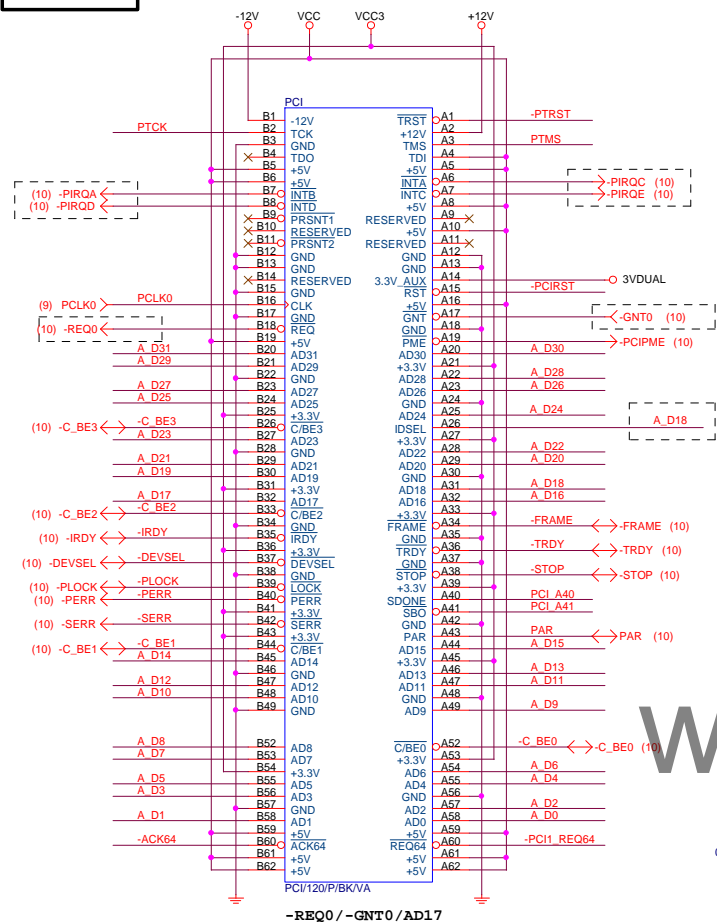 -12V VCC VCC3 +12V
PCI
B1 -12V TRST A1 -PTRST
PTCK B2 TCK +12V A2
B3 GND TMS A3 PTMS
B4 TDO TDI A4
B5 +5V +5V A5
B6 +5V INTA A6 -PIRQC (10)
(10) -PIRQA B7 INTB INTC A7 -PIRQE (10)
(10) -PIRQD B8 INTD +5V A8
B9 PRSNT1 RESERVED A9
B10 RESERVED +5V A10
B11 PRSNT2 RESERVED A11
B12 GND GND A12
B13 GND GND A13
B14 RESERVED 3.3V_AUX A14 3VDUAL
B15 GND RST A15 -PCIRST
(9) PCLK0 PCLK0 B16 CLK +5V A16
B17 GND GNT A17 -GNT0 (10)
(10) -REQ0 B18 REQ GND A18
B19 +5V PME A19 -PCIPME (10)
A_D31 B20 AD31 AD30 A20 A_D30
A_D29 B21 AD29 +3.3V A21
B22 GND AD28 A22 A_D28
A_D27 B23 AD27 AD26 A23 A_D26
A_D25 B24 AD25 GND A24
B25 +3.3V AD24 A25 A_D24
(10) -C_BE3 -C_BE3 B26 C/BE3 IDSEL A26 A_D18
A_D23 B27 AD23 +3.3V A27
B28 GND AD22 A28 A_D22
A_D21 B29 AD21 AD20 A29 A_D20
A_D19 B30 AD19 GND A30
B31 +3.3V AD18 A31 A_D18
A_D17 B32 AD17 AD16 A32 A_D16
(10) -C_BE2 -C_BE2 B33 C/BE2 +3.3V A33
B34 GND FRAME A34 -FRAME -FRAME (10)
(10) -IRDY -IRDY B35 IRDY GND A35
B36 +3.3V TRDY A36 -TRDY -TRDY (10)
(10) -DEVSEL -DEVSEL B37 DEVSEL GND A37
B38 GND STOP A38 -STOP -STOP (10)
(10) -PLOCK -PLOCK B39 LOCK +3.3V A39
(10) -PERR -PERR B40 PERR SDONE A40 PCI_A40
B41 +3.3V SBO A41 PCI_A41
(10) -SERR -SERR B42 SERR GND A42
B43 +3.3V PAR A43 PAR PAR (10)
(10) -C_BE1 -C_BE1 B44 C/BE1 AD15 A44 A_D15
A_D14 B45 AD14 +3.3V A45
B46 GND AD13 A46 A_D13
A_D12 B47 AD12 AD11 A47 A_D11
A_D10 B48 AD10 GND A48
B49 GND AD9 A49 A_D9
A_D8 B52 AD8 C/BE0 A52 -C_BE0 -C_BE0 (10)
A_D7 B53 AD7 +3.3V A53
B54 +3.3V AD6 A54 A_D6
A_D5 B55 AD5 AD4 A55 A_D4
A_D3 B56 AD3 GND A56
B57 GND AD2 A57 A_D2
A_D1 B58 AD1 AD0 A58 A_D0
B59 +5V +5V A59
-ACK64 B60 ACK64 REQ64 A60 -PCI1_REQ64
B61 +5V +5V A61
B62 +5V +5V A62
PCI/120/P/BK/VA
-REQ0/-GNT0/AD17
W